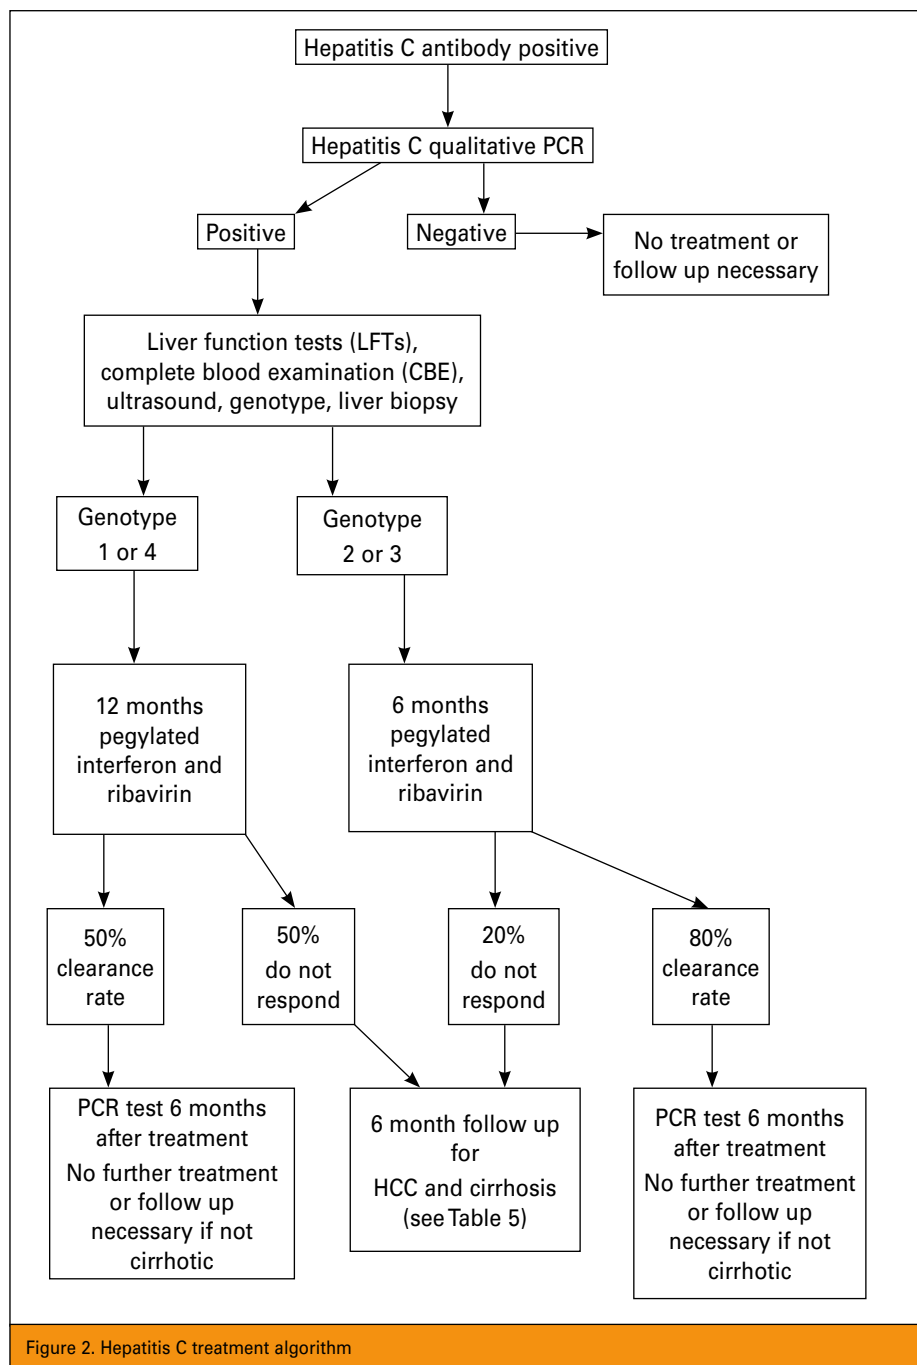 Hepatitis C antibody positive
Hepatitis C qualitative PCR
Positive
Negative
No treatment or
follow up necessary
Liver function tests (LFTs),
complete blood examination (CBE),
ultrasound, genotype, liver biopsy
Genotype
1 or 4
Genotype
2 or 3
12 months
pegylated
interferon and
ribavirin
6 months
pegylated
interferon and
ribavirin
50%
clearance
rate
50%
do not
respond
20%
do not
respond
80%
clearance
rate
PCR test 6 months
after treatment
No further treatment
or follow up
necessary if not
cirrhotic
6 month follow up
for
HCC and cirrhosis
(see Table 5)
PCR test 6 months
after treatment
No further treatment
or follow up
necessary if not
cirrhotic
Figure 2. Hepatitis C treatment algorithm